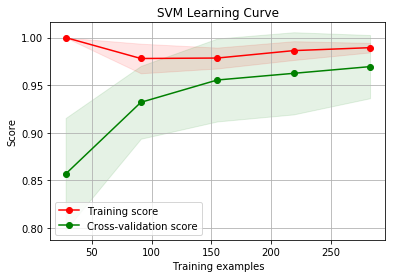 SVM Learning Curve
1.00
0.95
0.90
0.85
0.80
Score
Training score
Cross-validation score
50
100
150
200
250
Training examples